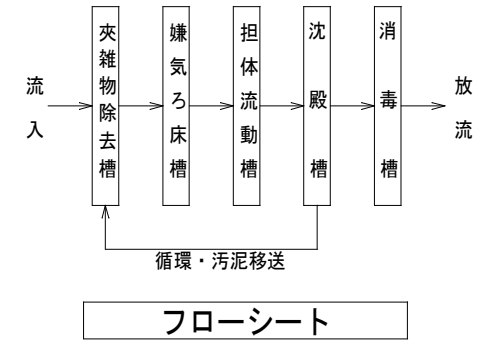 流入
夾雑物除去槽
嫌気ろ床槽
担体流動槽
沈殿槽
消毒槽
放流
循環・汚泥移送
フローシート